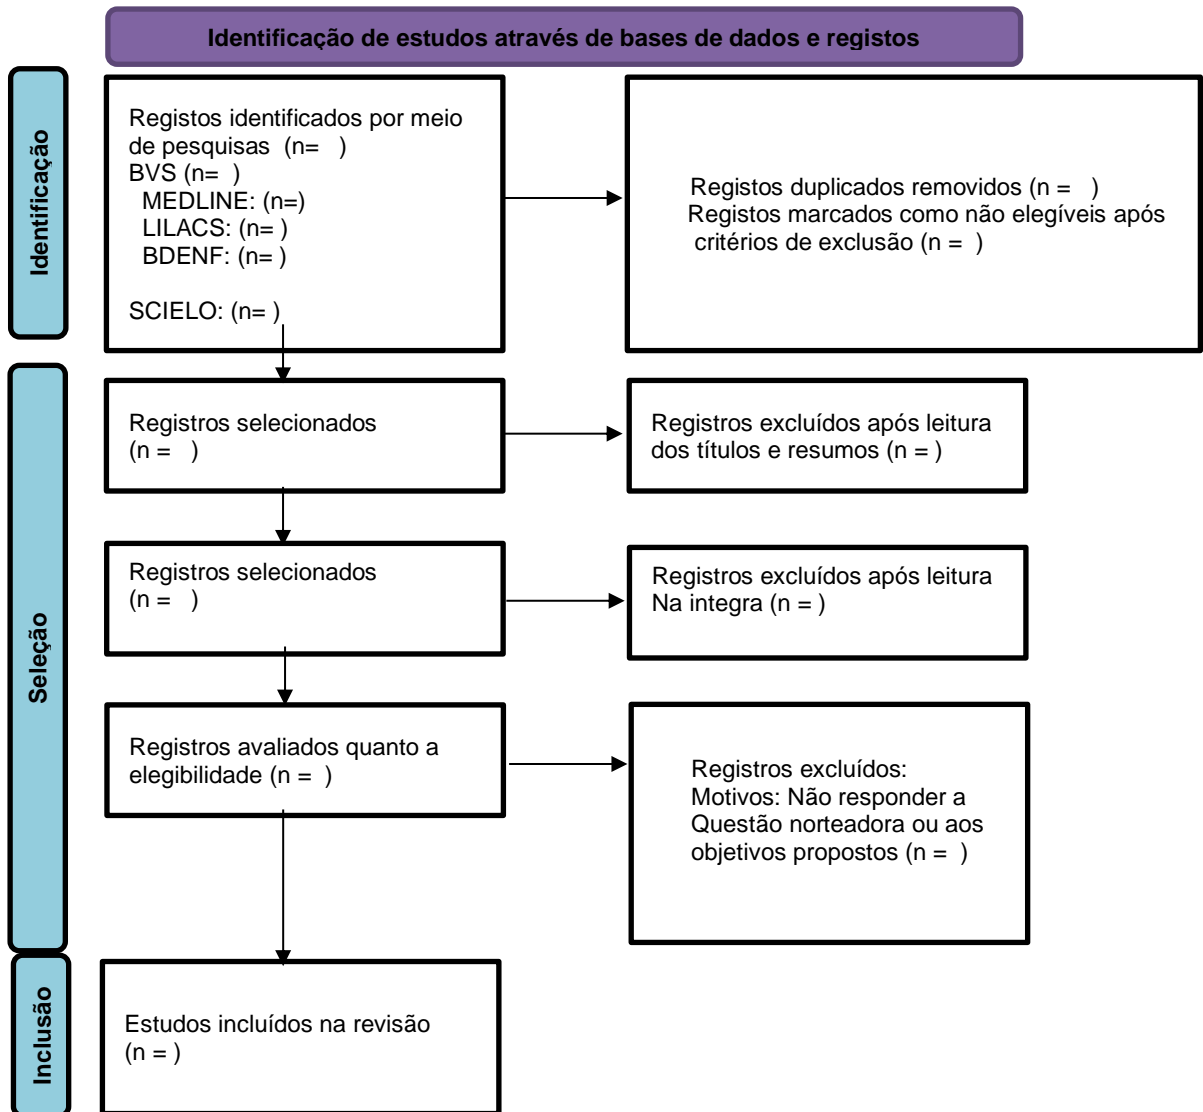 Identificação de estudos através de bases de dados e registos
Identificação
Registos identificados por meio
de pesquisas  (n=   )
BVS (n=  )
MEDLINE: (n=)
LILACS: (n= )
BDENF: (n= )
SCIELO: (n= )
Registos duplicados removidos (n =   )
Registos marcados como não elegíveis após
critérios de exclusão (n =  )
Seleção
Registros selecionados
(n =   )
Registros excluídos após leitura
dos títulos e resumos (n = )
Registros selecionados
(n =   )
Registros excluídos após leitura
Na integra (n = )
Registros avaliados quanto a
elegibilidade (n =  )
Registros excluídos:
Motivos: Não responder a
Questão norteadora ou aos
objetivos propostos (n =  )
Inclusão
Estudos incluídos na revisão
(n = )